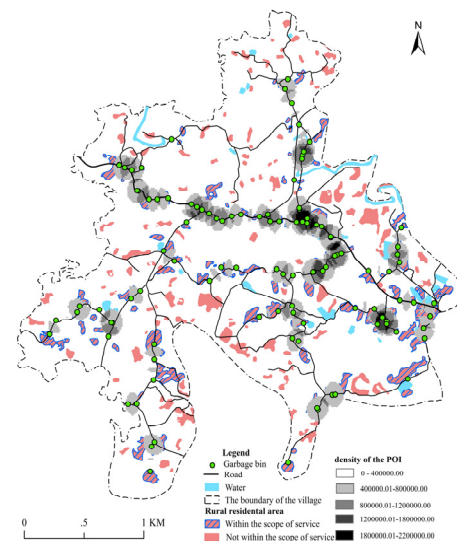 N
Legend
Garbage bin
Road
Water
The boundary of the village
Rural residential area
Within the scope of service
Not within the scope of service
density of the POI
0 - 400000.00
400000.01-800000.00
800000.01-1200000.00
1200000.01-1800000.00
1800000.01-2200000.00
0 .5 1 KM